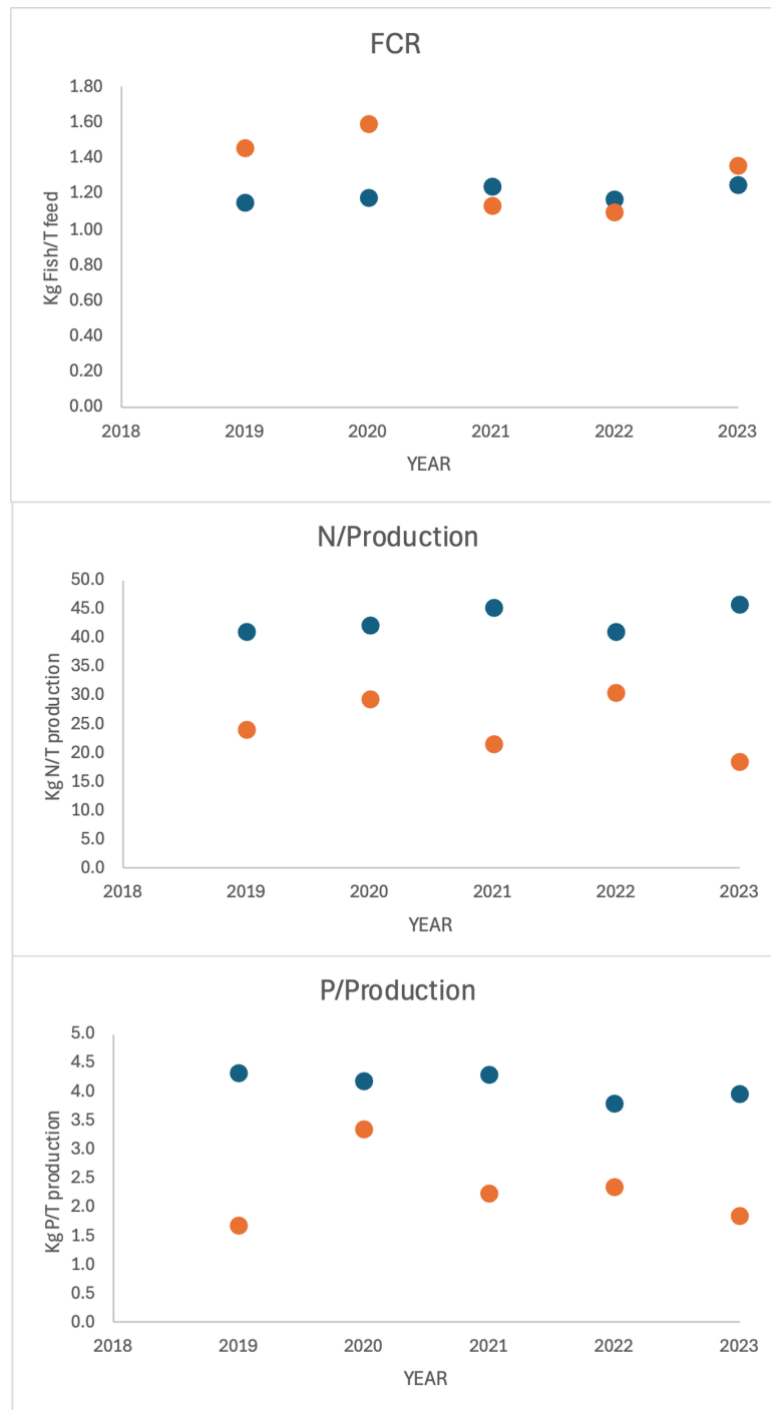 FCR
1.80
1.60
1.40
1.20
1.00
0.80
0.60
0.40
0.20
0.00
Kg Fish/T feed
2018 2019 2020 2021 2022 2023
YEAR
N/Production
50.0
45.0
40.0
35.0
30.0
25.0
20.0
15.0
10.0
5.0
0.0
Kg N/T production
2018 2019 2020 2021 2022 2023
YEAR
P/Production
5.0
4.5
4.0
3.5
3.0
2.5
2.0
1.5
1.0
0.5
0.0
Kg P/T production
2018 2019 2020 2021 2022 2023
YEAR